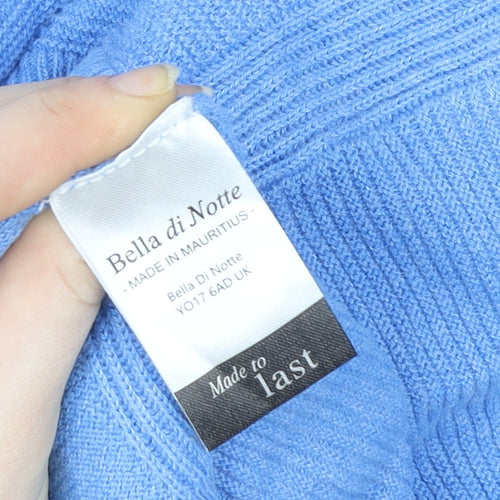 Bella di Notte
- MADE IN MAURITIUS -
Bella Di Notte
YO17 6AD UK
Made to
last